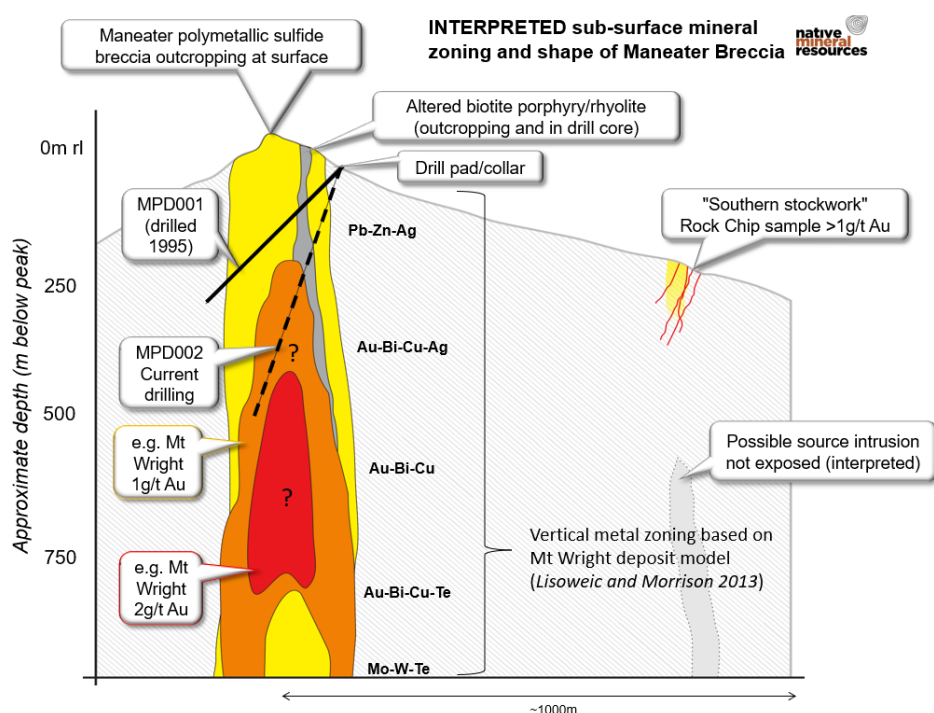 INTERPRETED sub-surface mineral
zoning and shape of Maneater Breccia
native
mineral
resources
Maneater polymetallic sulfide
breccia outcropping at surface
Altered biotite porphyry/rhyolite
(outcropping and in drill core)
Drill pad/collar
0m rl
250
500
750
Approximate depth (m below peak)
MPD001
(drilled
1995)
MPD002
Current
drilling
e.g. Mt
Wright
1g/t Au
e.g. Mt
Wright
2g/t Au
?
?
Pb-Zn-Ag
Au-Bi-Cu-Ag
Au-Bi-Cu
Au-Bi-Cu-Te
Mo-W-Te
"Southern stockwork"
Rock Chip sample >1g/t Au
Possible source intrusion
not exposed (interpreted)
Vertical metal zoning based on
Mt Wright deposit model
(Lisoweic and Morrison 2013)
~1000m